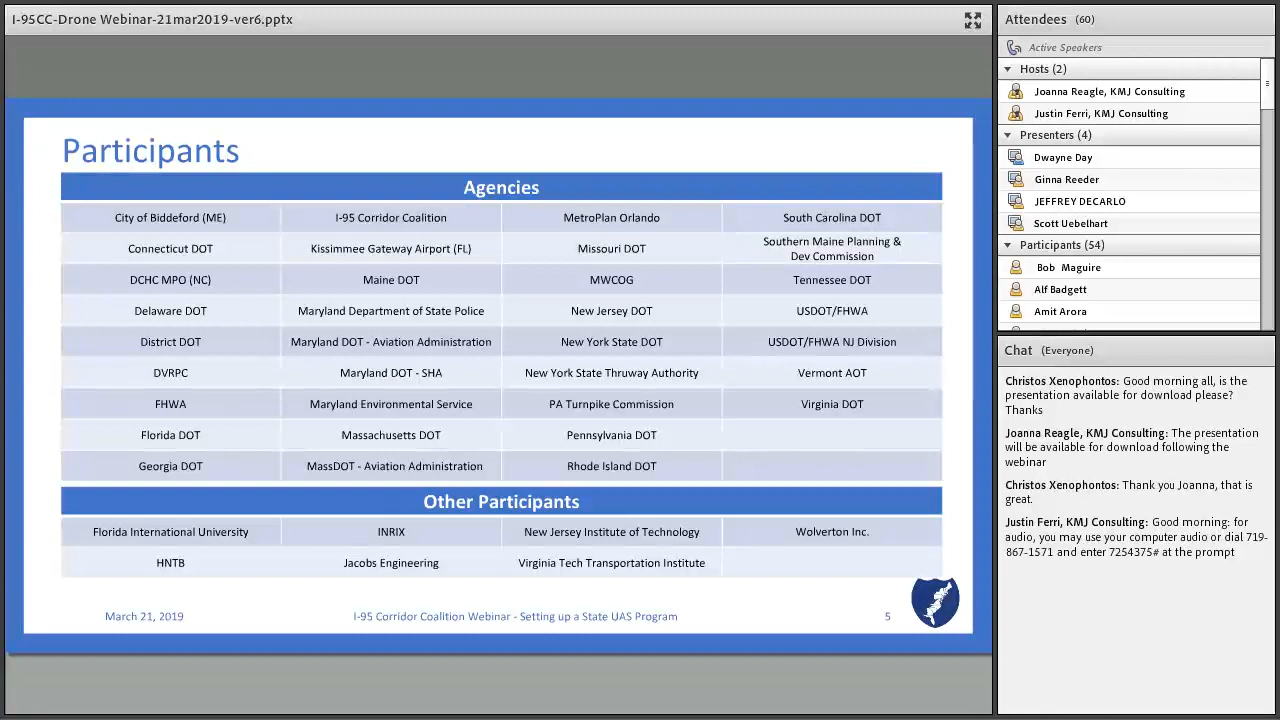 I-95CC-Drone Webinar-21mar2019-ver6.pptx
Participants
Agencies
City of Biddeford (ME) I-95 Corridor Coalition MetroPlan Orlando South Carolina DOT
Connecticut DOT Kissimmee Gateway Airport (FL) Missouri DOT Southern Maine Planning &
Dev Commission
DCHC MPO (NC) Maine DOT MWCOG Tennessee DOT
Delaware DOT Maryland Department of State Police New Jersey DOT USDOT/FHWA
District DOT Maryland DOT - Aviation Administration New York State DOT USDOT/FHWA NJ Division
DVRPC Maryland DOT - SHA New York State Thruway Authority Vermont AOT
FHWA Maryland Environmental Service PA Turnpike Commission Virginia DOT
Florida DOT Massachusetts DOT Pennsylvania DOT
Georgia DOT MassDOT - Aviation Administration Rhode Island DOT
Other Participants
Florida International University INRIX New Jersey Institute of Technology Wolverton Inc.
HNTB Jacobs Engineering Virginia Tech Transportation Institute
March 21, 2019 I-95 Corridor Coalition Webinar - Setting up a State UAS Program 5
Attendees (60)
Active Speakers
Hosts (2)
Joanna Reagle, KMJ Consulting
Justin Ferri, KMJ Consulting
Presenters (4)
Dwayne Day
Ginna Reeder
JEFFREY DECARLO
Scott Uebelhart
Participants (54)
Bob Maguire
Alf Badgett
Amit Arora
Chat (Everyone)
Christos Xenophontos: Good morning all, is the
presentation available for download please?
Thanks
Joanna Reagle, KMJ Consulting: The presentation
will be available for download following the
webinar
Christos Xenophontos: Thank you Joanna, that is
great.
Justin Ferri, KMJ Consulting: Good morning: for
audio, you may use your computer audio or dial 719-
867-1571 and enter 7254375# at the prompt